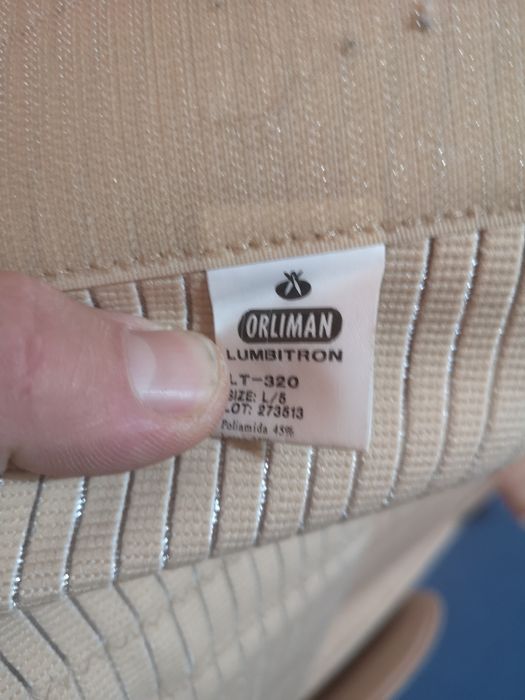 ORLIMAN
LUMBITRON
LT-320
SIZE: L/5
LOT: 273513
Poliamida 45%